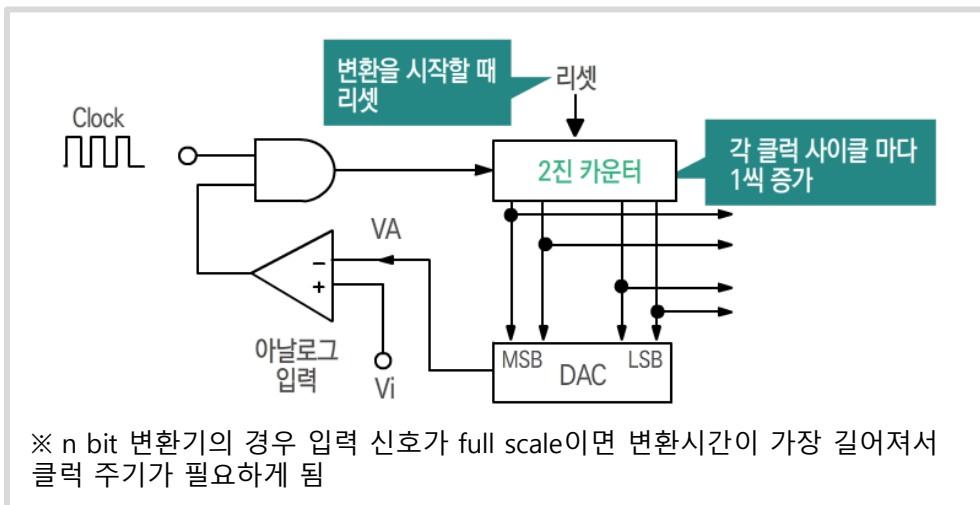 변환을 시작할 때
리셋
리셋
Clock
2진 카운터
각 클럭 사이클 마다
1씩 증가
VA
−
+
아날로그
입력
Vi
MSB
DAC
LSB
※ n bit 변환기의 경우 입력 신호가 full scale이면 변환시간이 가장 길어져서
클럭 주기가 필요하게 됨